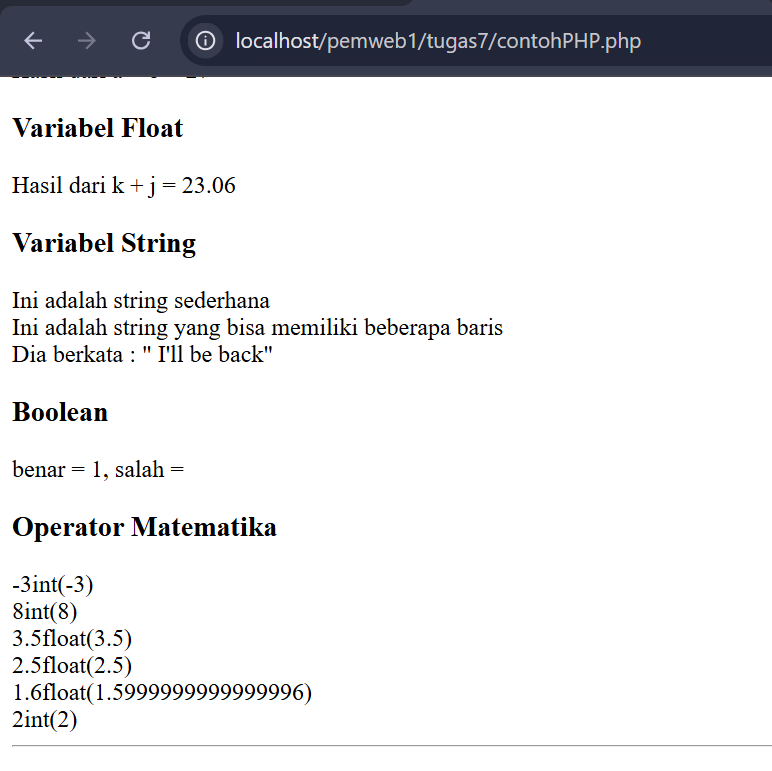 localhost/pemweb1/tugas7/contohPHP.php
Variabel Float
Hasil dari k + j = 23.06
Variabel String
Ini adalah string sederhana
Ini adalah string yang bisa memiliki beberapa baris
Dia berkata : " I'll be back"
Boolean
benar = 1, salah =
Operator Matematika
-3int(-3)
8int(8)
3.5float(3.5)
2.5float(2.5)
1.6float(1.5999999999999996)
2int(2)